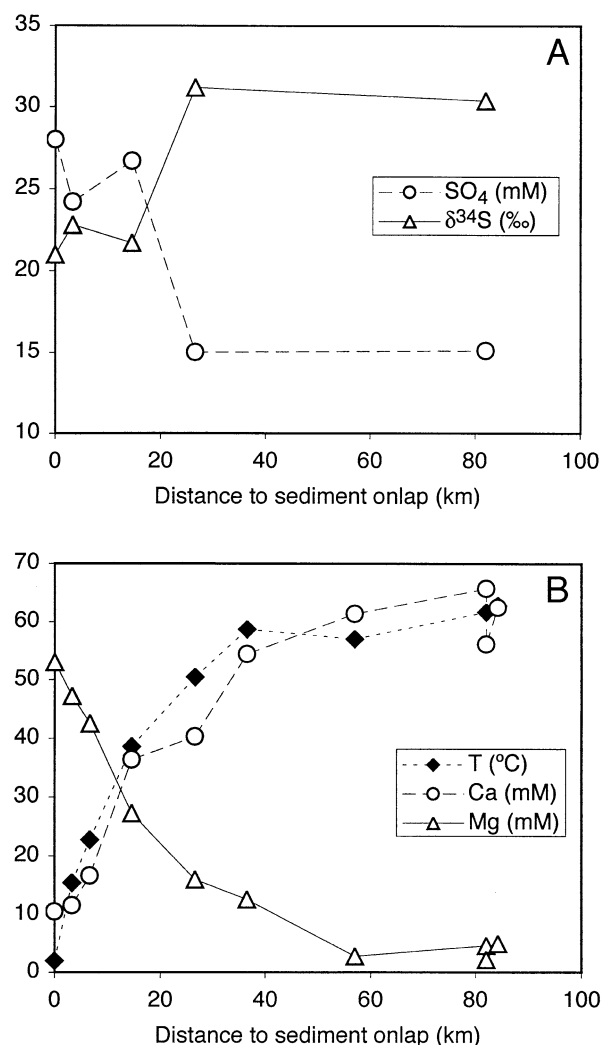 35
A
30
25
SO₄ (mM)
δ³⁴S (‰)
20
15
10
0 20 40 60 80 100
Distance to sediment onlap (km)
70
B
60
50
40
T (ºC)
Ca (mM)
30
Mg (mM)
20
10
0
0 20 40 60 80 100
Distance to sediment onlap (km)